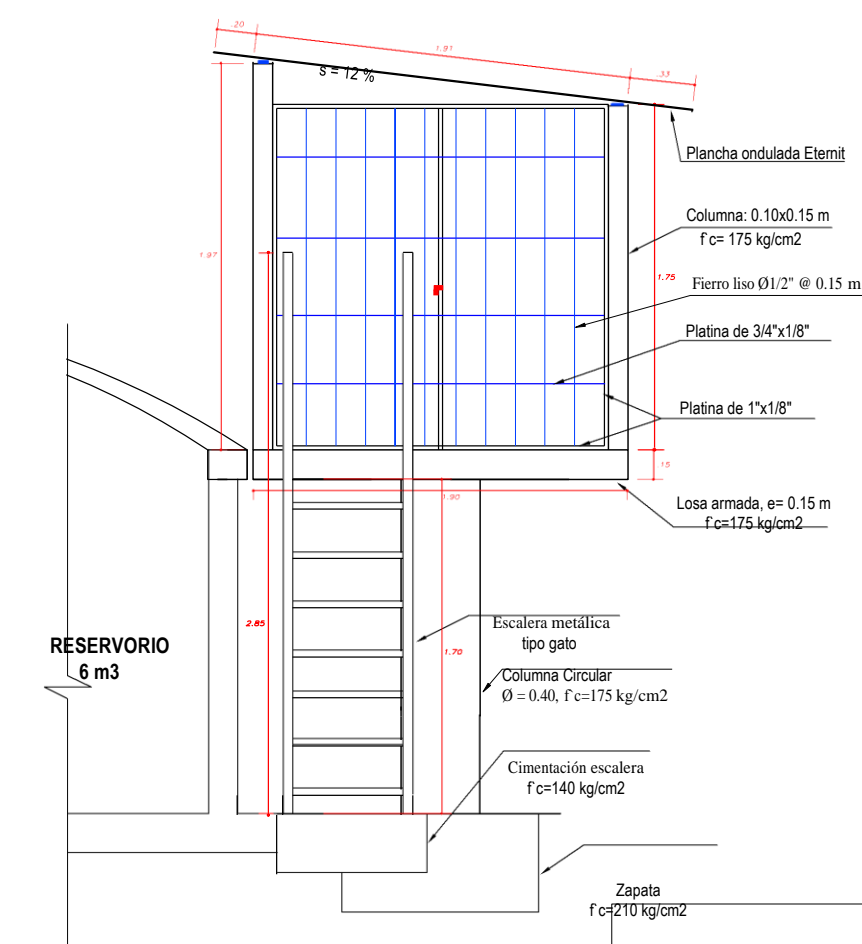 .20
1.91
.33
s = 12 %
Plancha ondulada Eternit
Columna: 0.10x0.15 m
f'c= 175 kg/cm2
1.97
1.75
Fierro liso Ø1/2" @ 0.15 m
Platina de 3/4"x1/8"
Platina de 1"x1/8"
.15
1.90
Losa armada, e= 0.15 m
f'c=175 kg/cm2
2.85
Escalera metálica
tipo gato
RESERVORIO
6 m3
1.70
Columna Circular
Ø = 0.40, f'c=175 kg/cm2
Cimentación escalera
f'c=140 kg/cm2
Zapata
f'c=210 kg/cm2